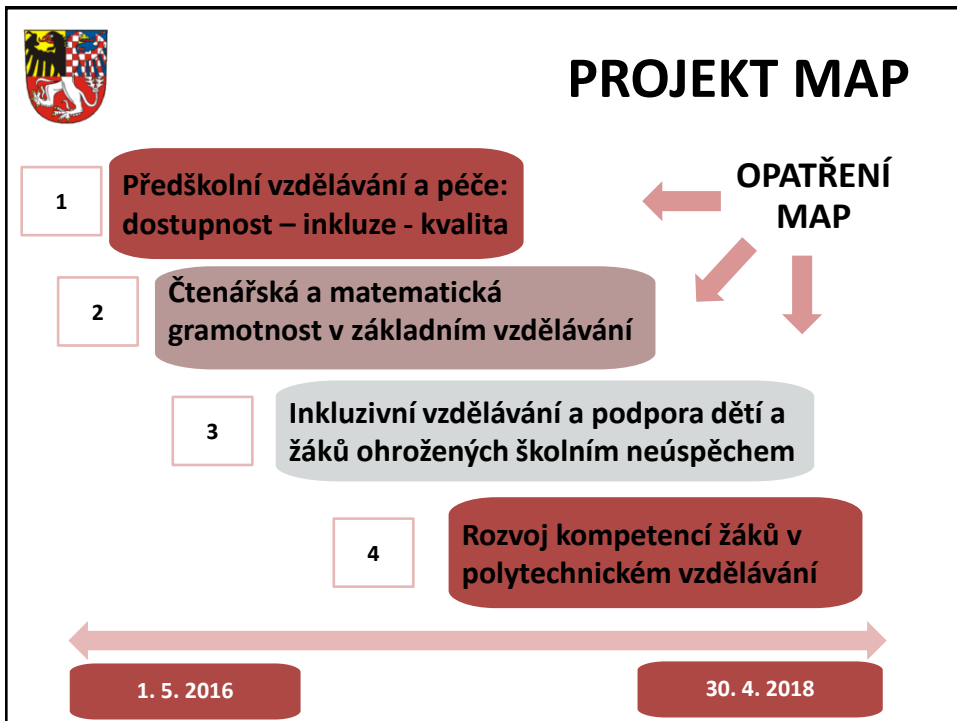 PROJEKT MAP
OPATŘENÍ
MAP
1
Předškolní vzdělávání a péče:
dostupnost – inkluze - kvalita
2
Čtenářská a matematická
gramotnost v základním vzdělávání
3
Inkluzivní vzdělávání a podpora dětí a
žáků ohrožených školním neúspěchem
4
Rozvoj kompetencí žáků v
polytechnickém vzdělávání
1. 5. 2016
30. 4. 2018